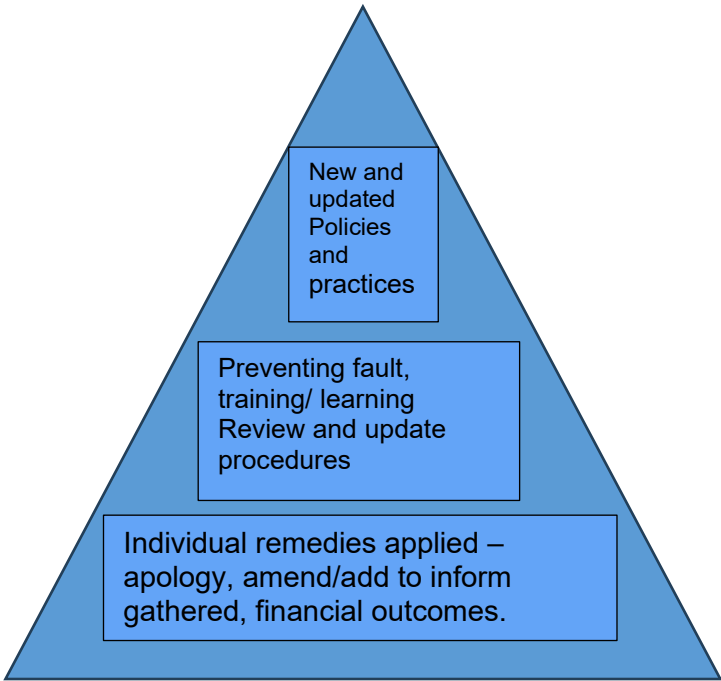 New and
updated
Policies
and
practices
Preventing fault,
training/ learning
Review and update
procedures
Individual remedies applied –
apology, amend/add to inform
gathered, financial outcomes.